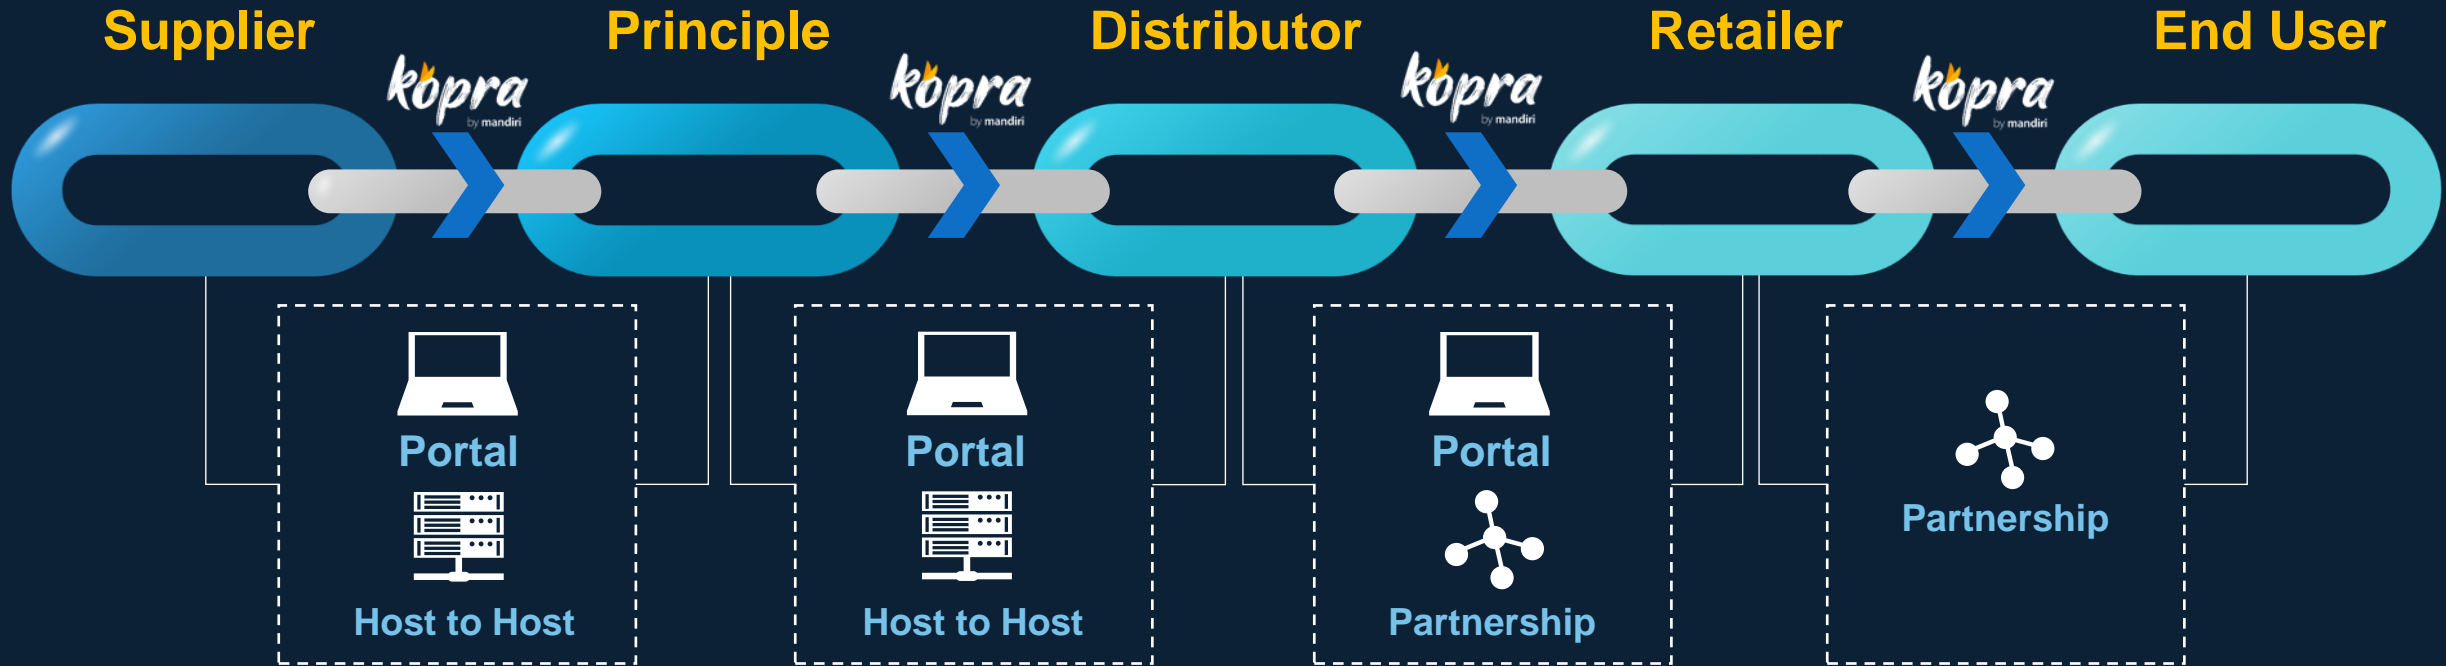 Supplier
Principle
Distributor
Retailer
End User
kopra
by mandiri
kopra
by mandiri
kopra
by mandiri
kopra
by mandiri
Portal
Host to Host
Portal
Host to Host
Portal
Partnership
Partnership